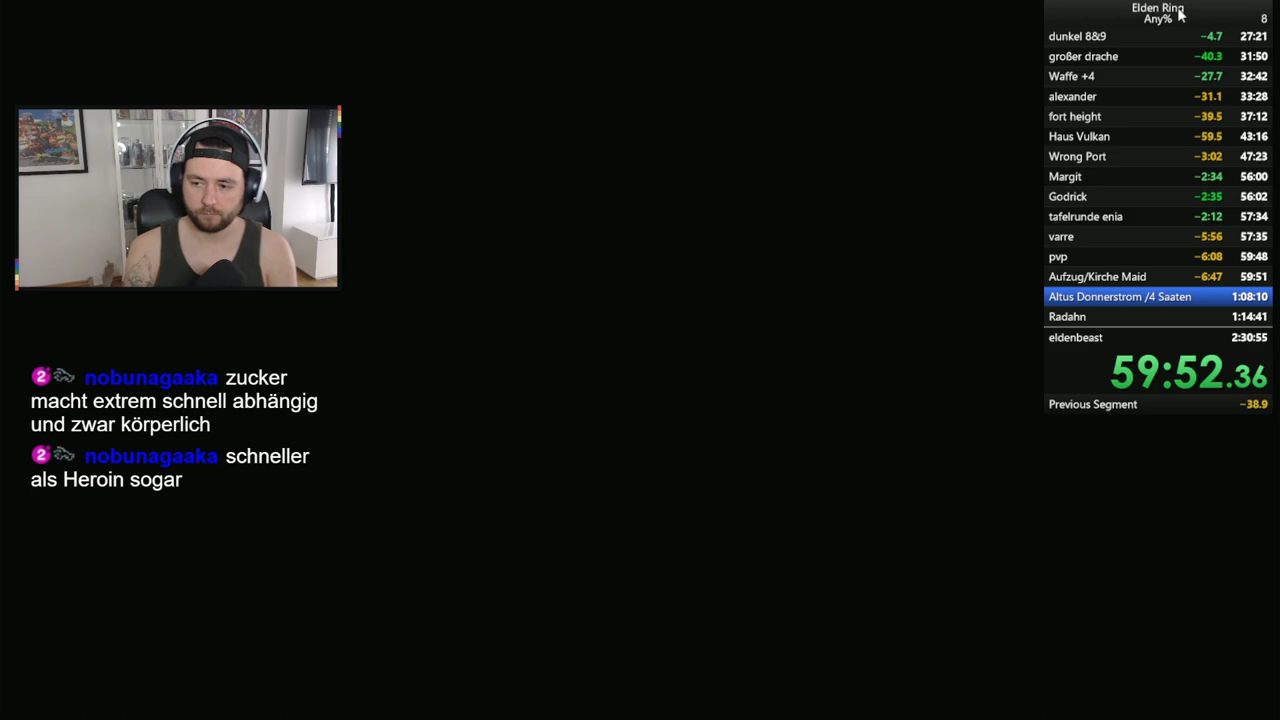 Elden Ring
Any% 8
dunkel 8&9 −4.7 27:21
großer drache −40.3 31:50
Waffe +4 −27.7 32:42
alexander −31.1 33:28
fort height −39.5 37:12
Haus Vulkan −59.5 43:16
Wrong Port −3:02 47:23
Margit −2:34 56:00
Godrick −2:35 56:02
tafelrunde enia −2:12 57:34
varre −5:56 57:35
pvp −6:08 59:48
Aufzug/Kirche Maid −6:47 59:51
Altus Donnerstrom /4 Saaten 1:08:10
Radahn 1:14:41
eldenbeast 2:30:55
59:52.36
Previous Segment −38.9
2 nobunagaaka zucker
macht extrem schnell abhängig
und zwar körperlich
2 nobunagaaka schneller
als Heroin sogar